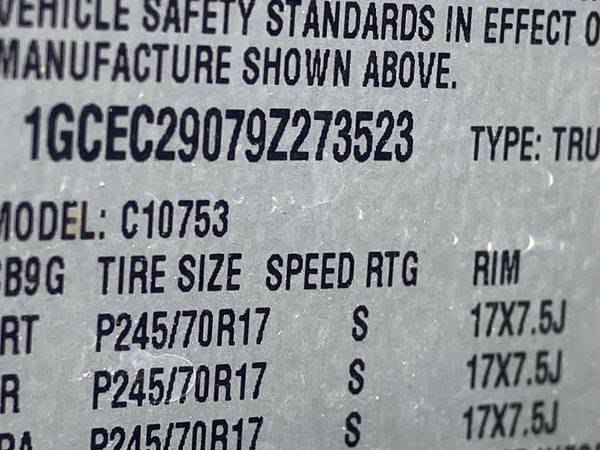 VEHICLE SAFETY STANDARDS IN EFFECT O
MANUFACTURE SHOWN ABOVE.
1GCEC29079Z273523 TYPE: TRU
MODEL: C10753
B9G TIRE SIZE SPEED RTG RIM
RT P245/70R17 S 17X7.5J
R P245/70R17 S 17X7.5J
PA P245/70R17 S 17X7.5J